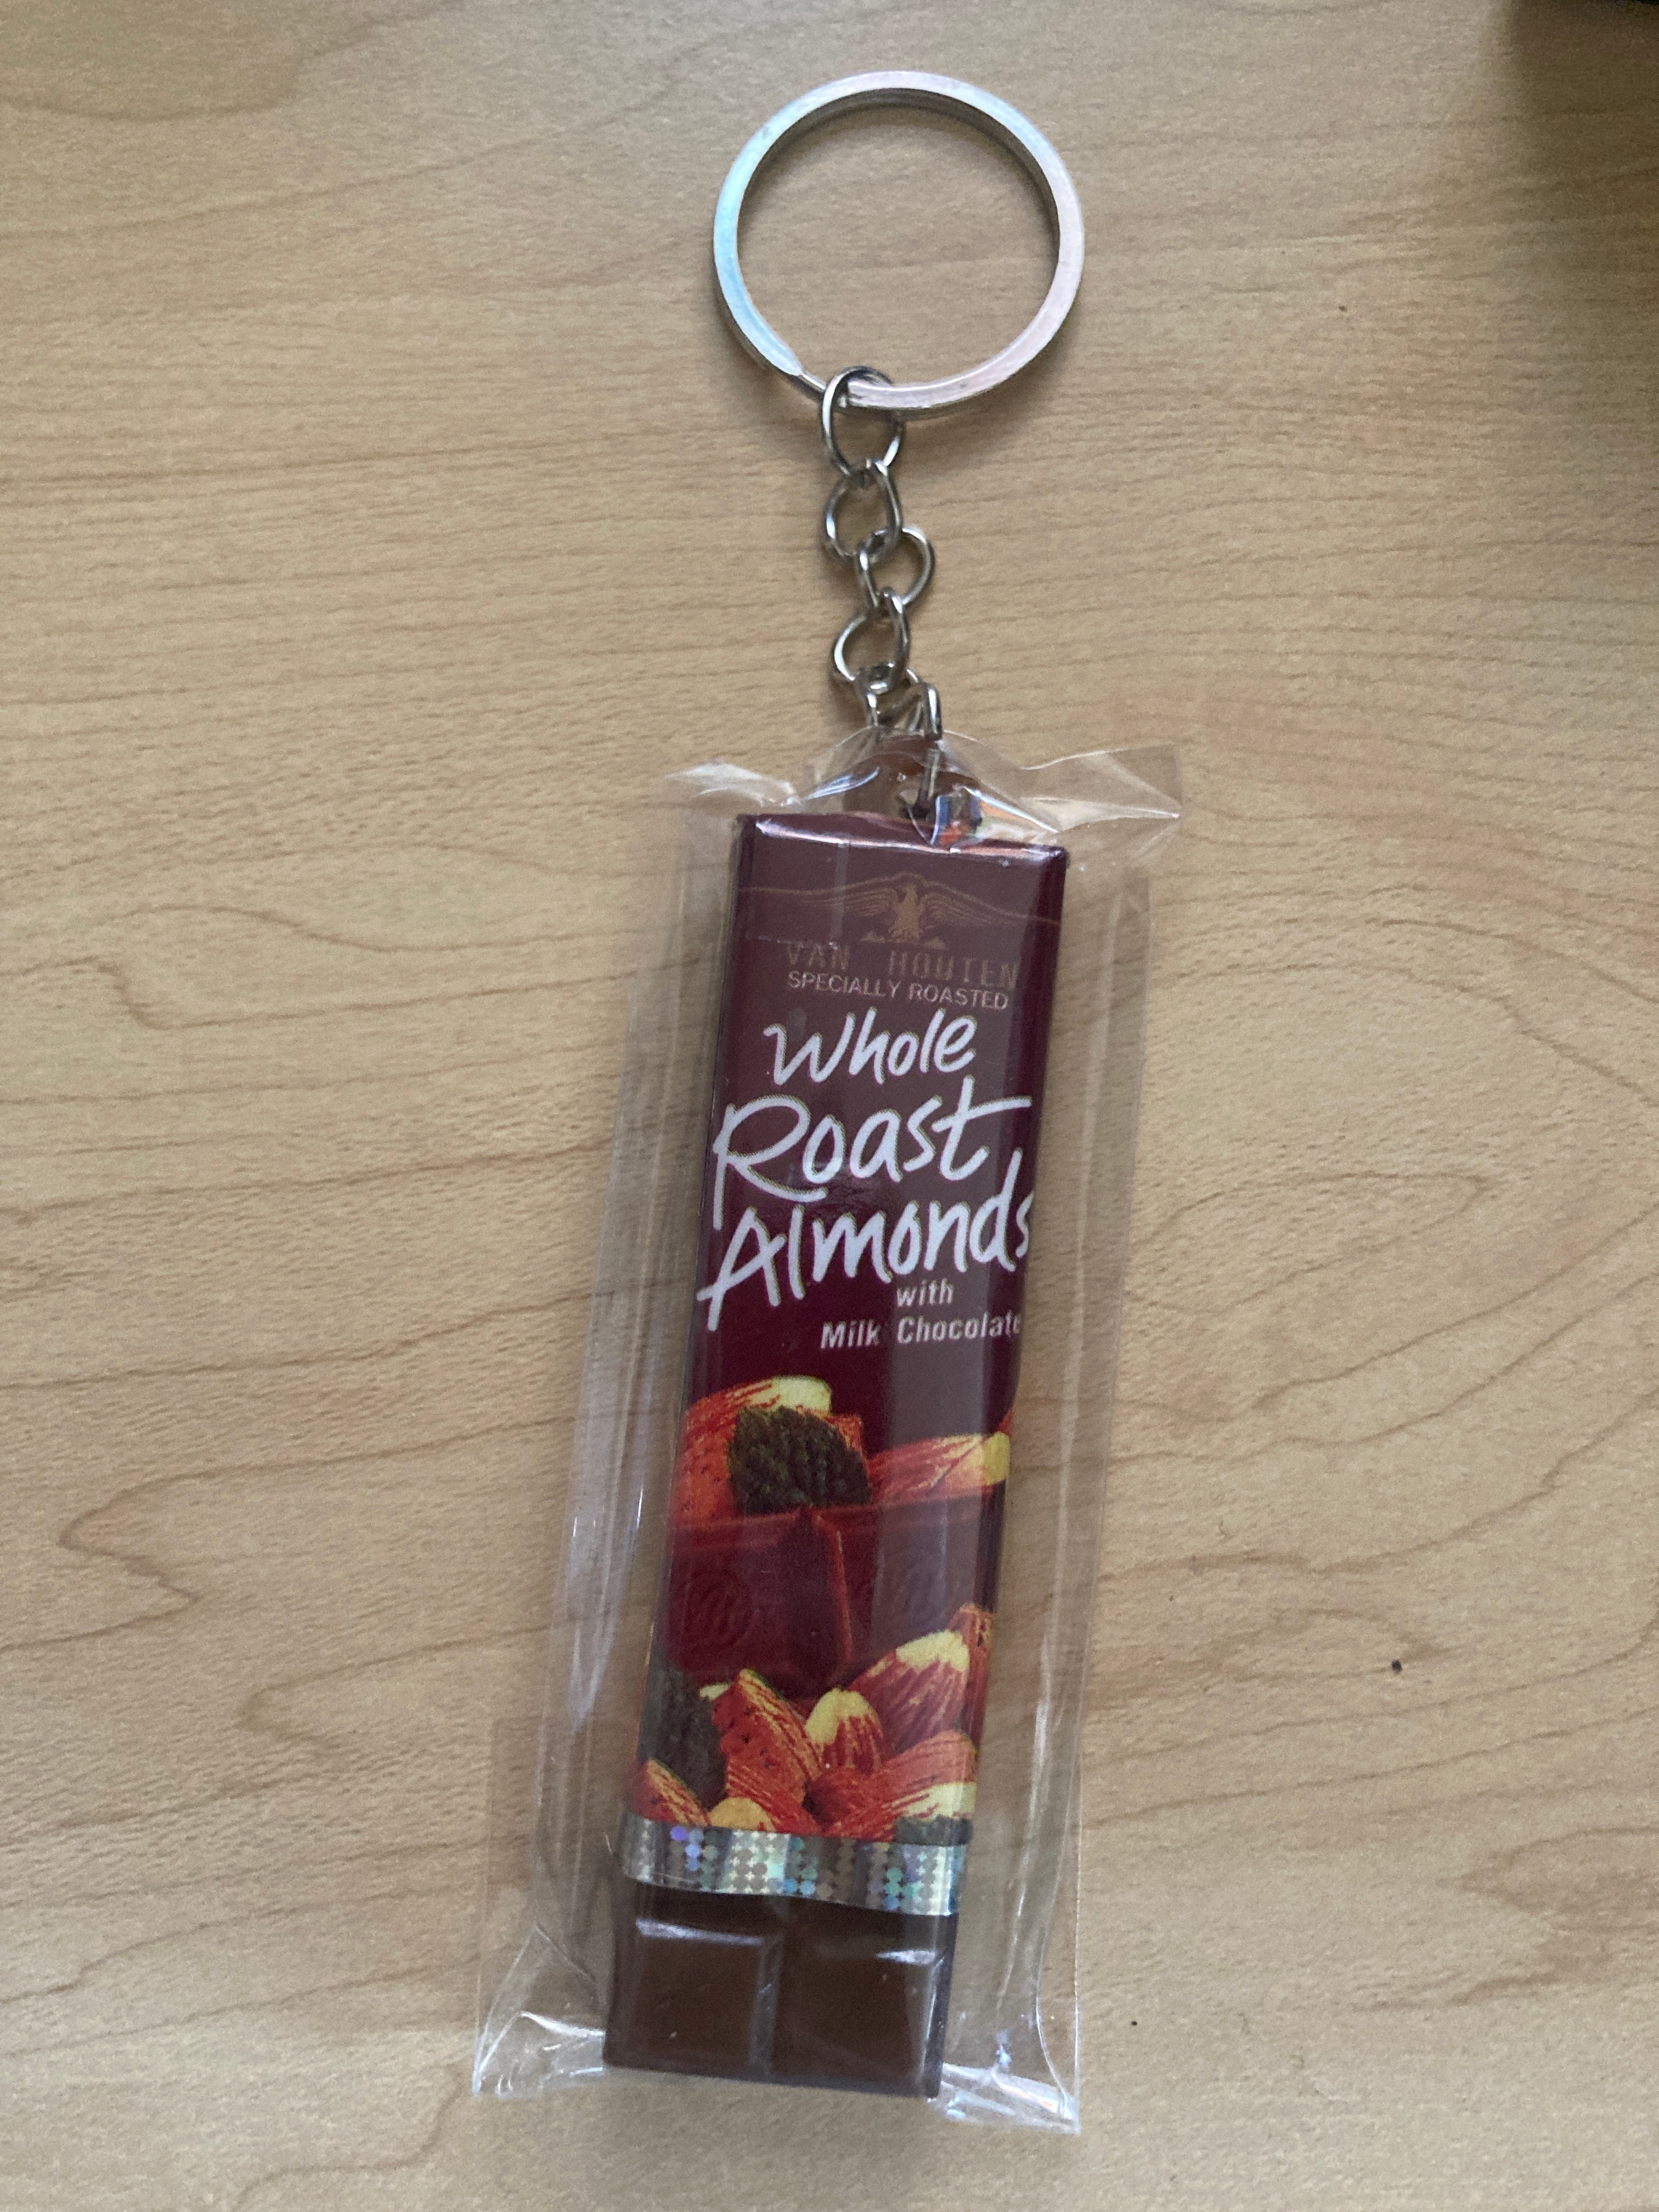 VAN HOUTEN
SPECIALLY ROASTED
Whole
Roast
Almonds
with
Milk Chocolate